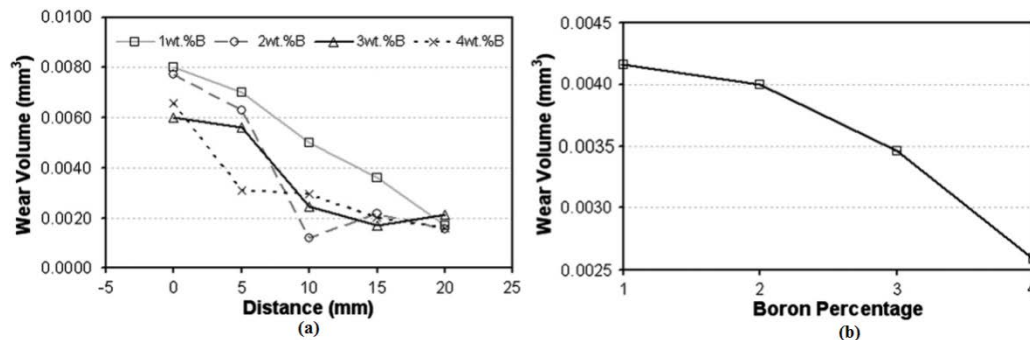 0.0100
0.0080
0.0060
0.0040
0.0020
0.0000
Wear Volume (mm³)
1wt.%B 2wt.%B 3wt.%B 4wt.%B
-5 0 5 10 15 20 25
Distance (mm)
(a)
0.0045
0.0040
0.0035
0.0030
0.0025
Wear Volume (mm³)
1 2 3 4
Boron Percentage
(b)